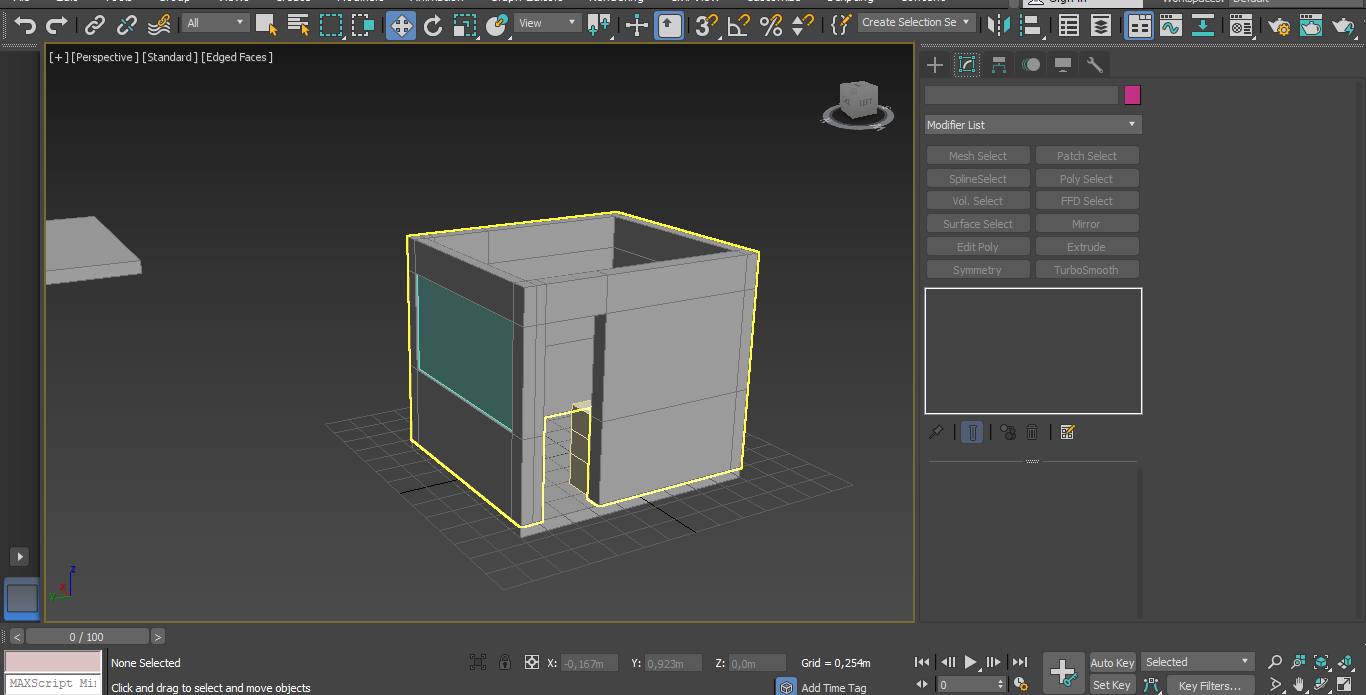 All
View
Create Selection Se
[+] [Perspective] [Standard] [Edged Faces]
LEFT
Modifier List
Mesh Select
Patch Select
SplineSelect
Poly Select
Vol. Select
FFD Select
Surface Select
Mirror
Edit Poly
Extrude
Symmetry
TurboSmooth
z
x
y
< 0 / 100 >
None Selected
X: -0,167m
Y: 0,923m
Z: 0,0m
Grid = 0,254m
Auto Key
Selected
MAXScript Mi
Click and drag to select and move objects
Add Time Tag
0
Set Key
Key Filters...